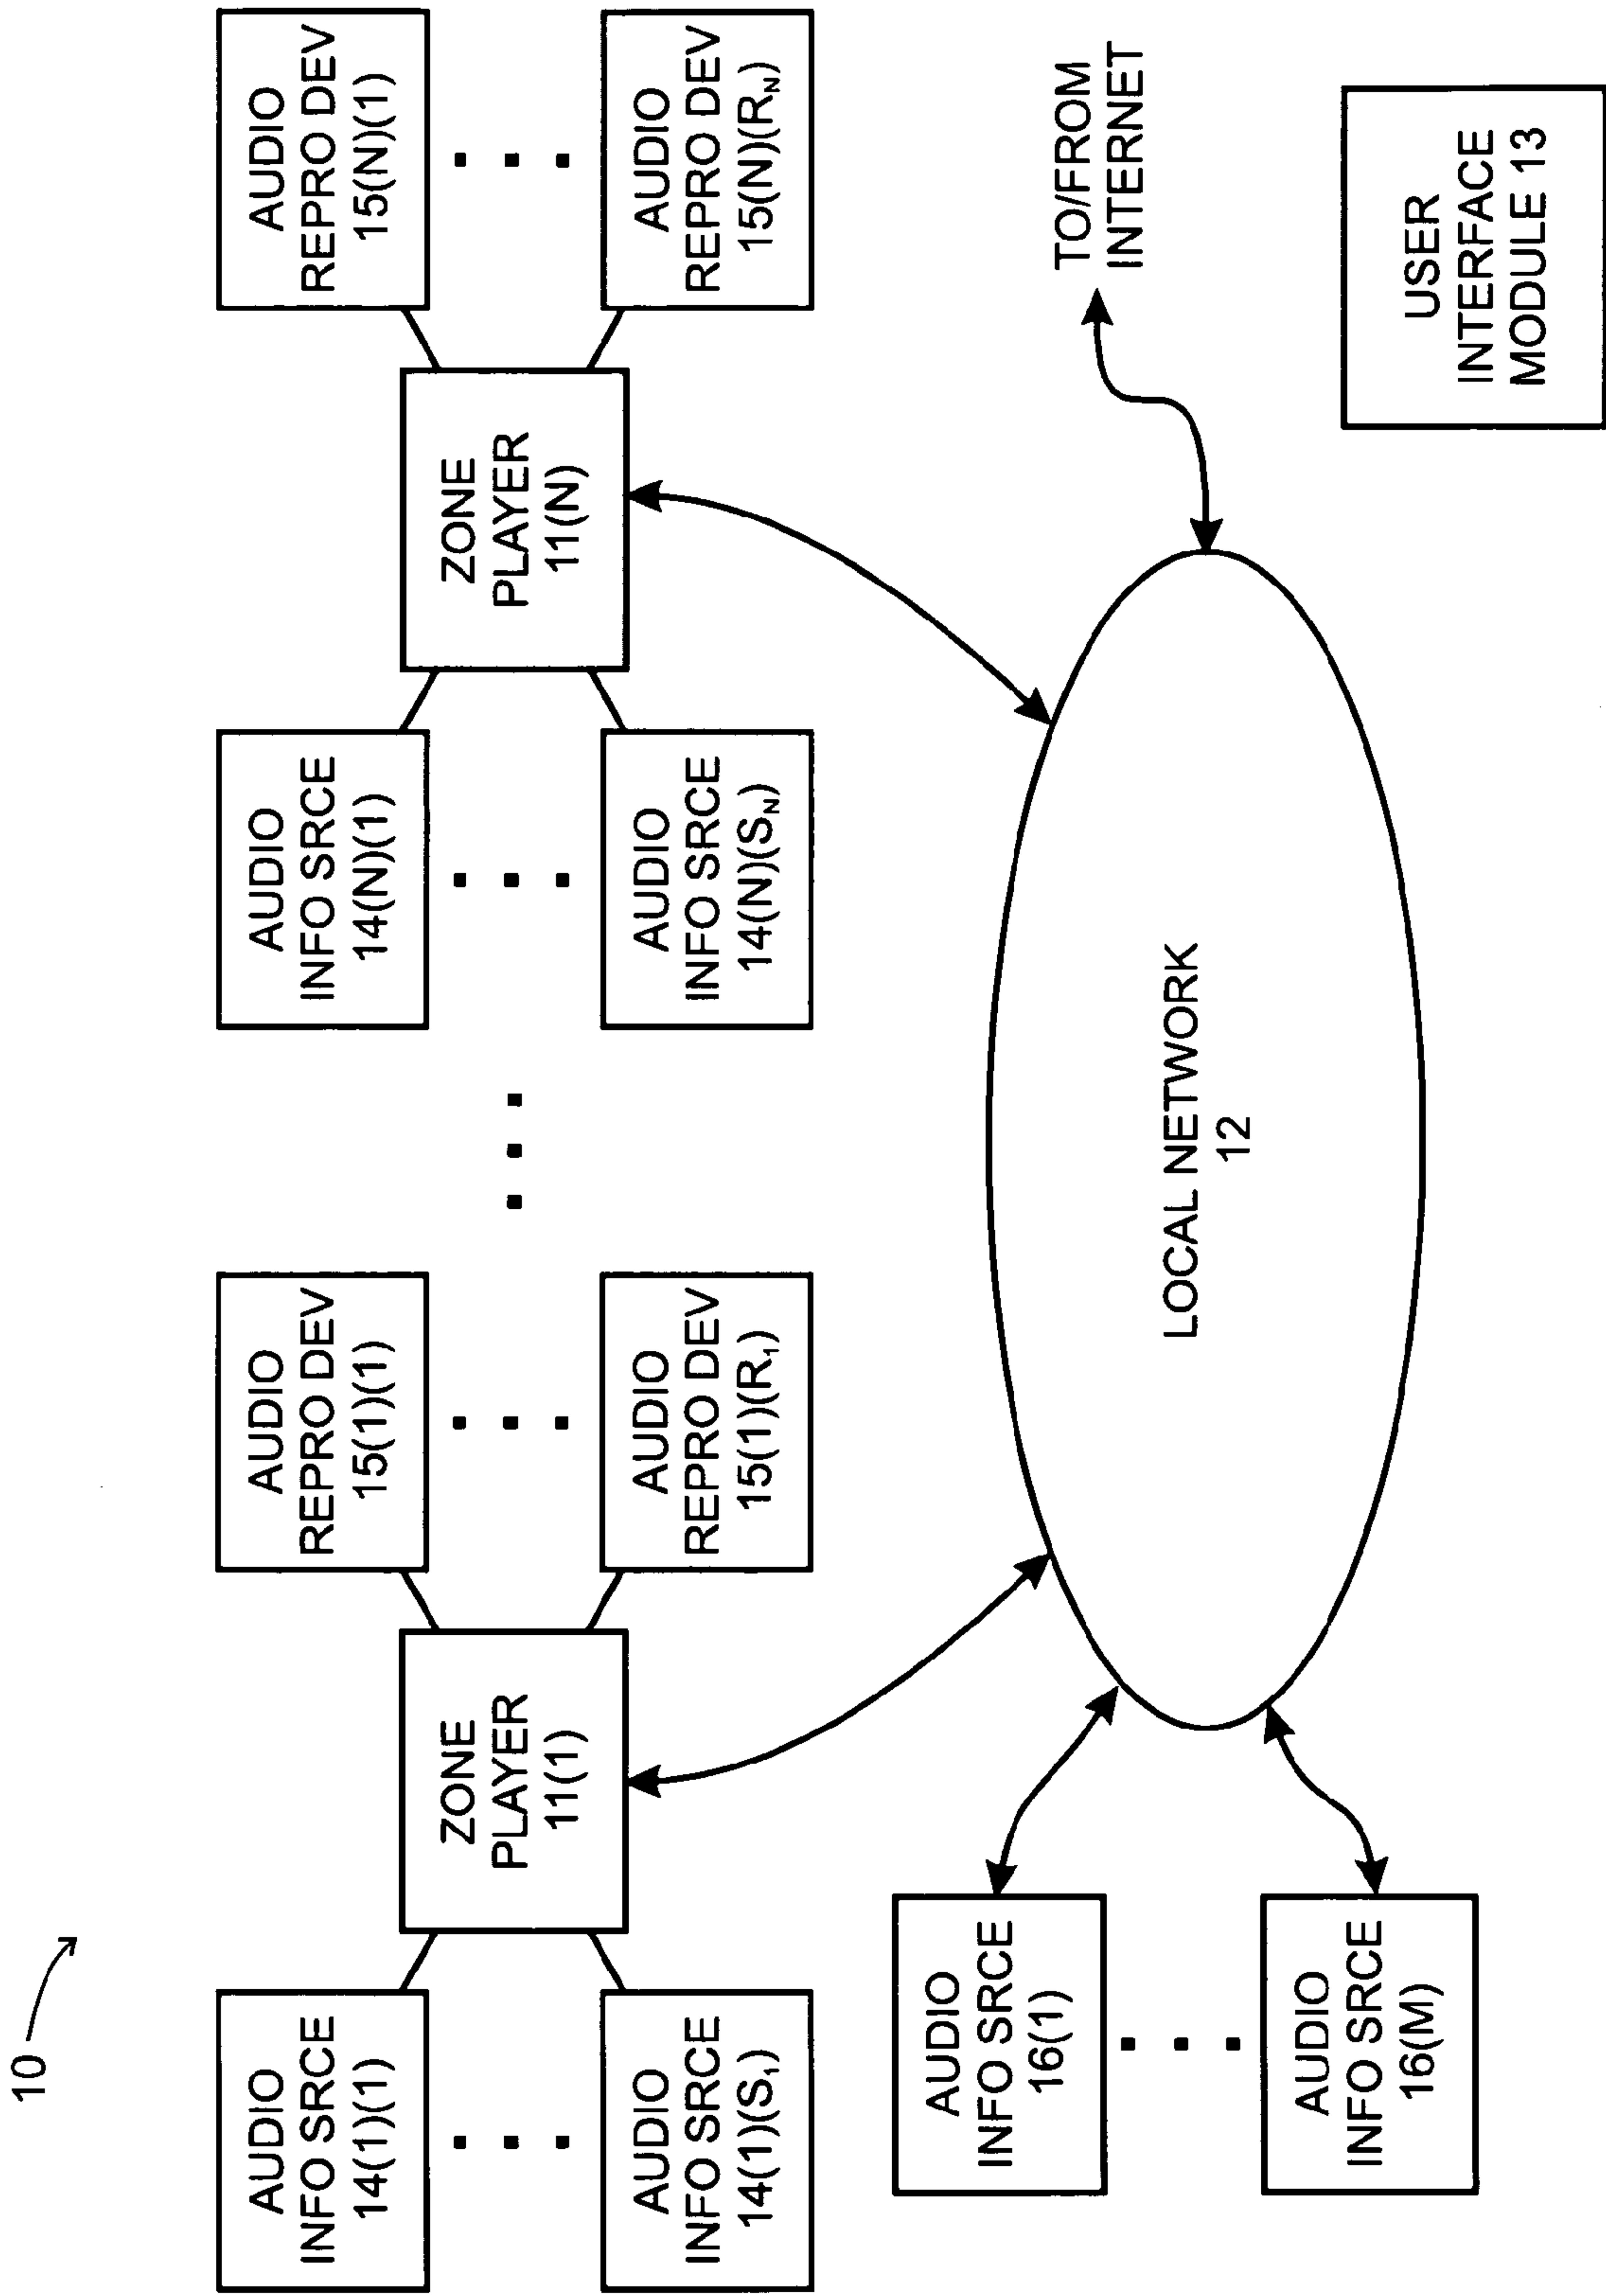 10
AUDIO
INFO SRCE
14(1)(1)
AUDIO
INFO SRCE
14(1)(S₁)
ZONE
PLAYER
11(1)
AUDIO
REPRO DEV
15(1)(1)
AUDIO
REPRO DEV
15(1)(R₁)
AUDIO
INFO SRCE
14(N)(1)
AUDIO
INFO SRCE
14(N)(S_N)
ZONE
PLAYER
11(N)
AUDIO
REPRO DEV
15(N)(1)
AUDIO
REPRO DEV
15(N)(R_N)
AUDIO
INFO SRCE
16(1)
AUDIO
INFO SRCE
16(M)
LOCAL NETWORK
12
TO/FROM
INTERNET
USER
INTERFACE
MODULE 13